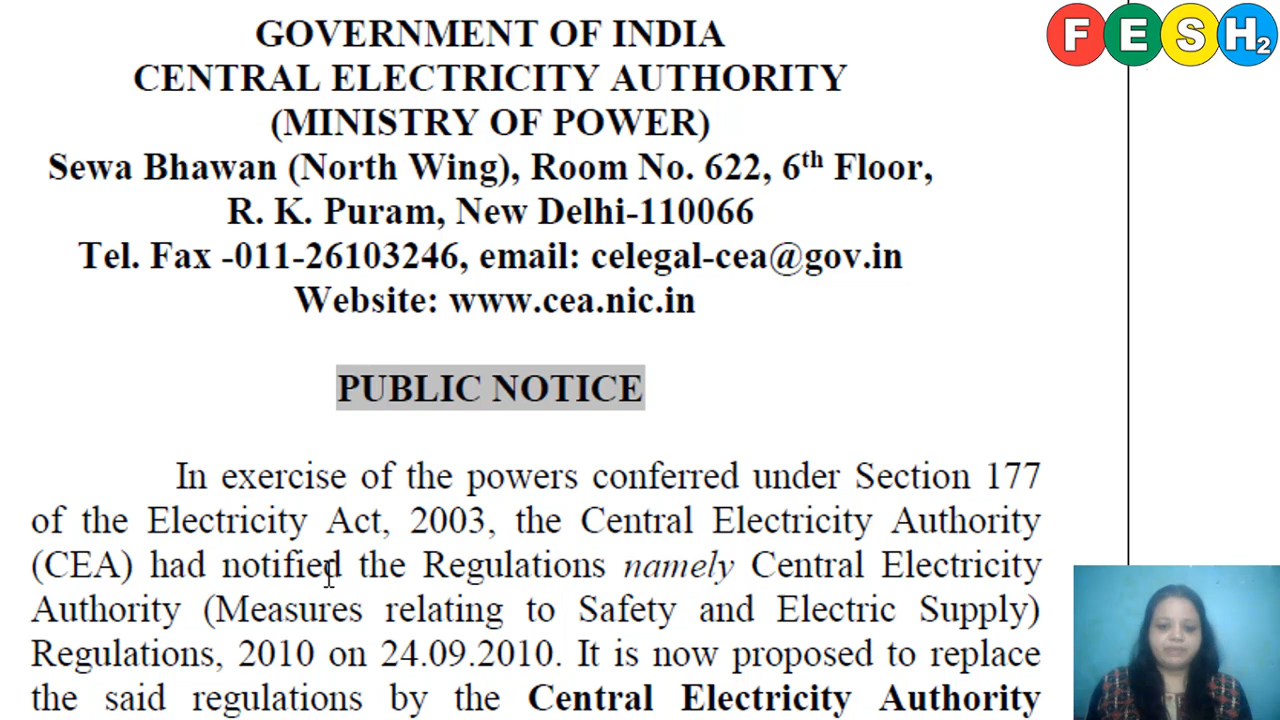 GOVERNMENT OF INDIA
CENTRAL ELECTRICITY AUTHORITY
(MINISTRY OF POWER)
Sewa Bhawan (North Wing), Room No. 622, 6th Floor,
R. K. Puram, New Delhi-110066
Tel. Fax -011-26103246, email: celegal-cea@gov.in
Website: www.cea.nic.in
PUBLIC NOTICE
In exercise of the powers conferred under Section 177
of the Electricity Act, 2003, the Central Electricity Authority
(CEA) had notified the Regulations namely Central Electricity
Authority (Measures relating to Safety and Electric Supply)
Regulations, 2010 on 24.09.2010. It is now proposed to replace
the said regulations by the Central Electricity Authority
FESH2